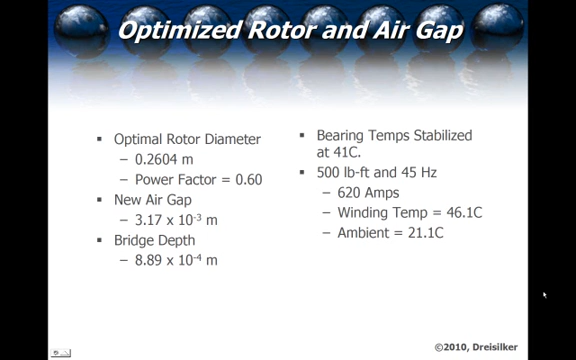 Optimized Rotor and Air Gap
▪ Optimal Rotor Diameter
– 0.2604 m
– Power Factor = 0.60
▪ New Air Gap
– 3.17 x 10⁻³ m
▪ Bridge Depth
– 8.89 x 10⁻⁴ m
▪ Bearing Temps Stabilized
at 41C.
▪ 500 lb-ft and 45 Hz
– 620 Amps
– Winding Temp = 46.1C
– Ambient = 21.1C
©2010, Dreisilker